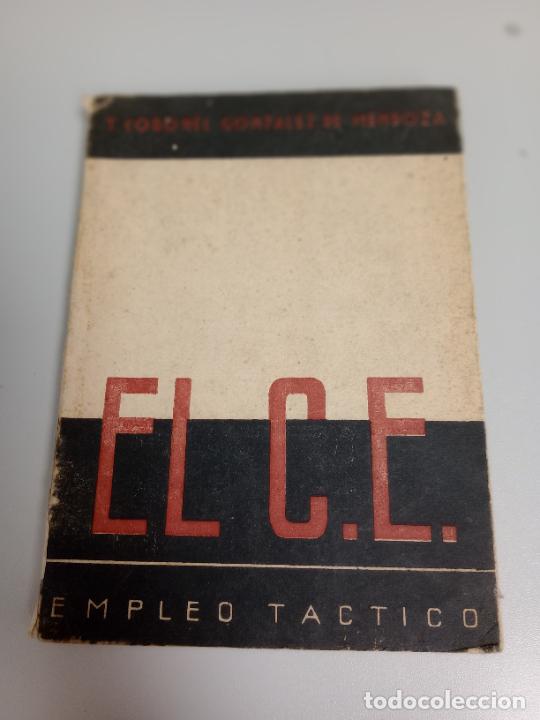 T CORONEL GONZALEZ DE MENDOZA
EL C.E.
EMPLEO TACTICO
todocoleccion